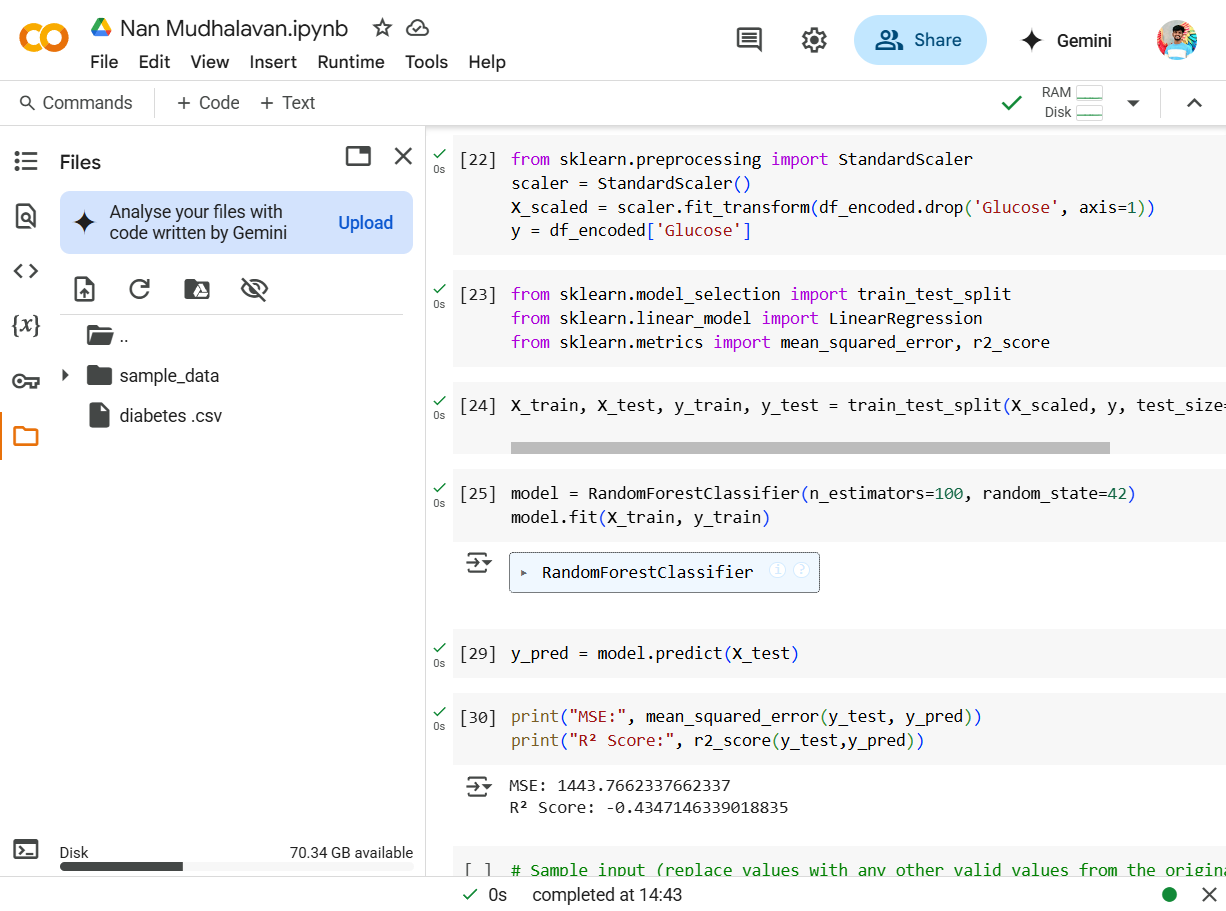 Nan Mudhalavan.ipynb
File Edit View Insert Runtime Tools Help
Share
Gemini
Commands
+ Code + Text
RAM
Disk
Files
Analyse your files with
code written by Gemini
Upload
..
sample_data
diabetes .csv
Disk 70.34 GB available
0s
[22] from sklearn.preprocessing import StandardScaler
scaler = StandardScaler()
X_scaled = scaler.fit_transform(df_encoded.drop('Glucose', axis=1))
y = df_encoded['Glucose']
0s
[23] from sklearn.model_selection import train_test_split
from sklearn.linear_model import LinearRegression
from sklearn.metrics import mean_squared_error, r2_score
0s
[24] X_train, X_test, y_train, y_test = train_test_split(X_scaled, y, test_size=
0s
[25] model = RandomForestClassifier(n_estimators=100, random_state=42)
model.fit(X_train, y_train)
RandomForestClassifier i ?
0s
[29] y_pred = model.predict(X_test)
0s
[30] print("MSE:", mean_squared_error(y_test, y_pred))
print("R² Score:", r2_score(y_test,y_pred))
MSE: 1443.7662337662337
R² Score: -0.4347146339018835
[ ] # Sample input (replace values with any other valid values from the origina
0s completed at 14:43